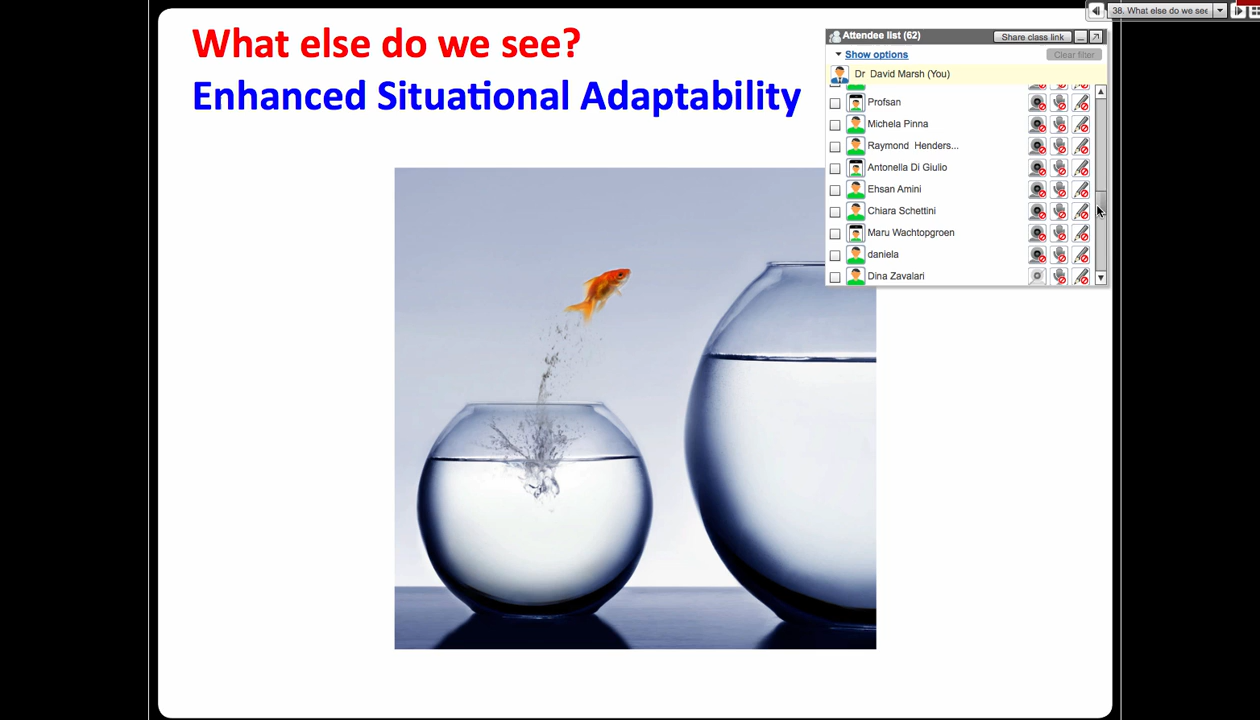 38. What else do we see
What else do we see?
Enhanced Situational Adaptability
Attendee list (62)
Share class link
Show options
Clear filter
Dr David Marsh (You)
Profsan
Michela Pinna
Raymond Henders...
Antonella Di Giulio
Ehsan Amini
Chiara Schettini
Maru Wachtopgroen
daniela
Dina Zavalari